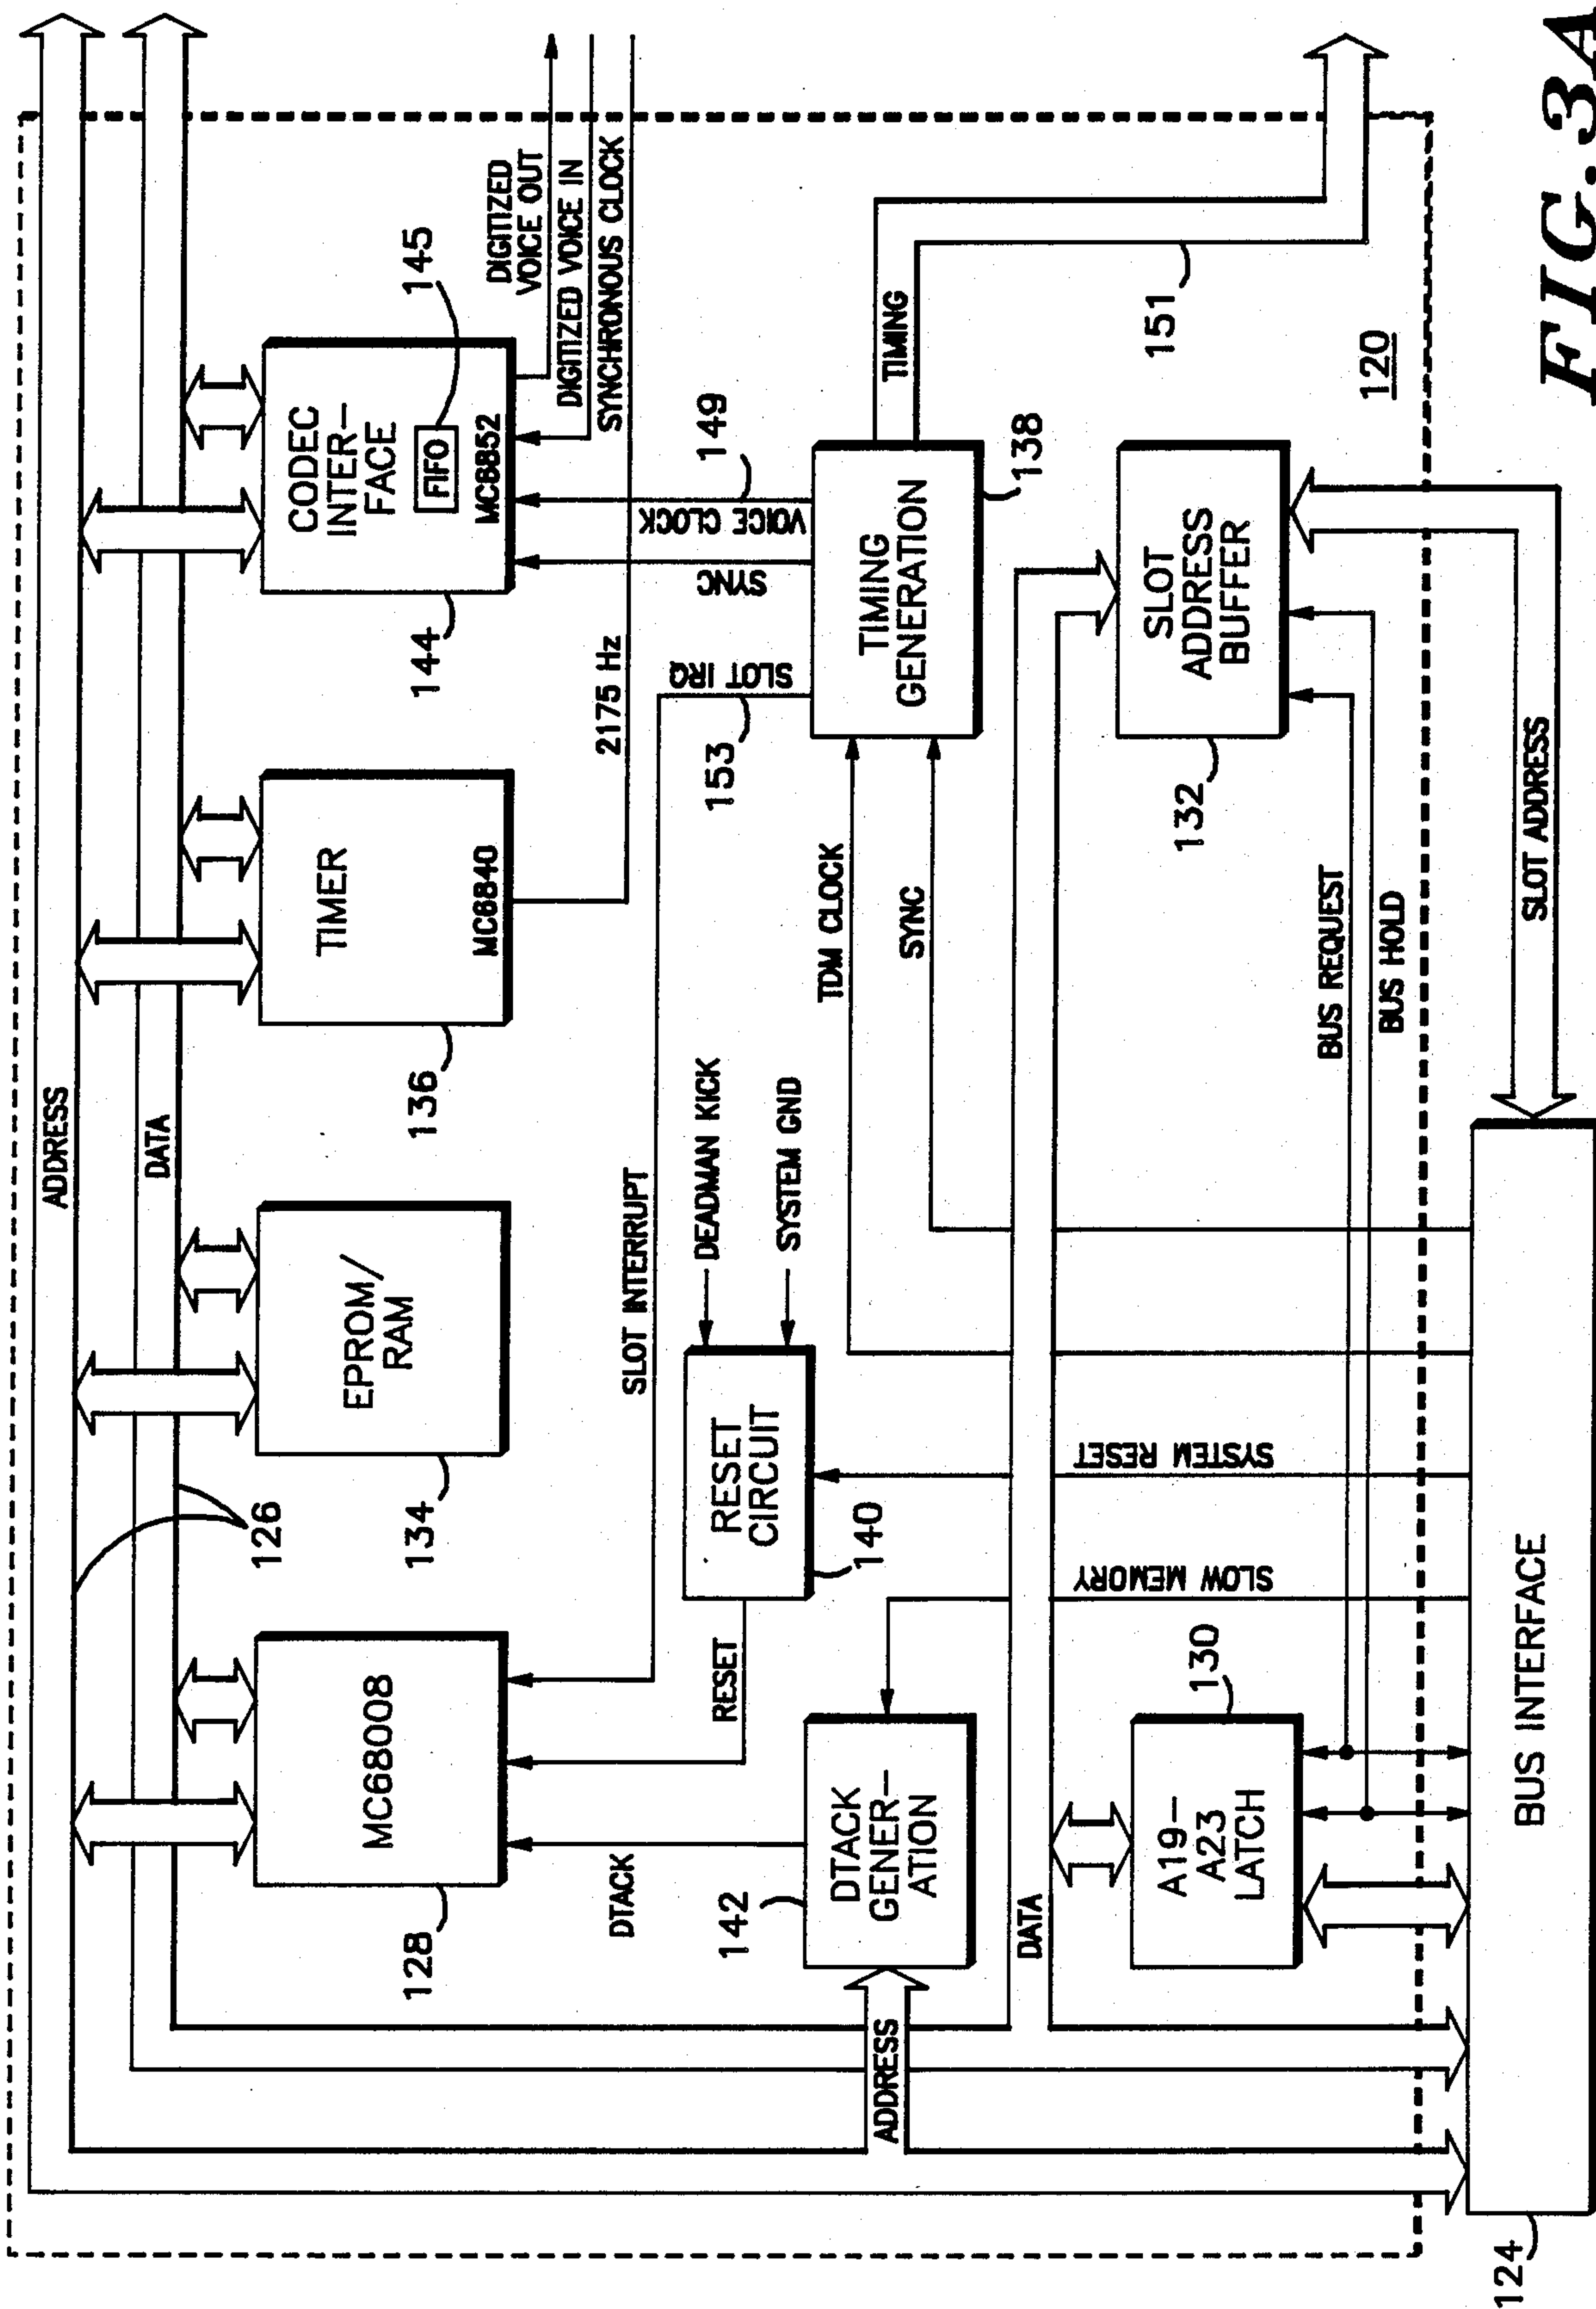 ADDRESS
DATA
126
MC68008
128
EPROM/
RAM
134
TIMER
MC6840
136
CODEC
INTER-
FACE
FIFO
MC6852
144
145
DIGITIZED
VOICE OUT
DIGITIZED VOICE IN
SYNCHRONOUS CLOCK
2175 Hz
SLOT INTERRUPT
DTACK
RESET
RESET
CIRCUIT
140
DEADMAN KICK
SYSTEM GND
153
SLOT IRQ
SYNC
VOICE CLOCK
149
142
DTACK
GENER-
ATION
ADDRESS
TDM CLOCK
SYNC
TIMING
GENERATION
138
TIMING
151
DATA
SLOW MEMORY
SYSTEM RESET
A19-
A23
LATCH
130
SLOT
ADDRESS
BUFFER
132
BUS REQUEST
BUS HOLD
120
SLOT ADDRESS
BUS INTERFACE
124
FIG.3A